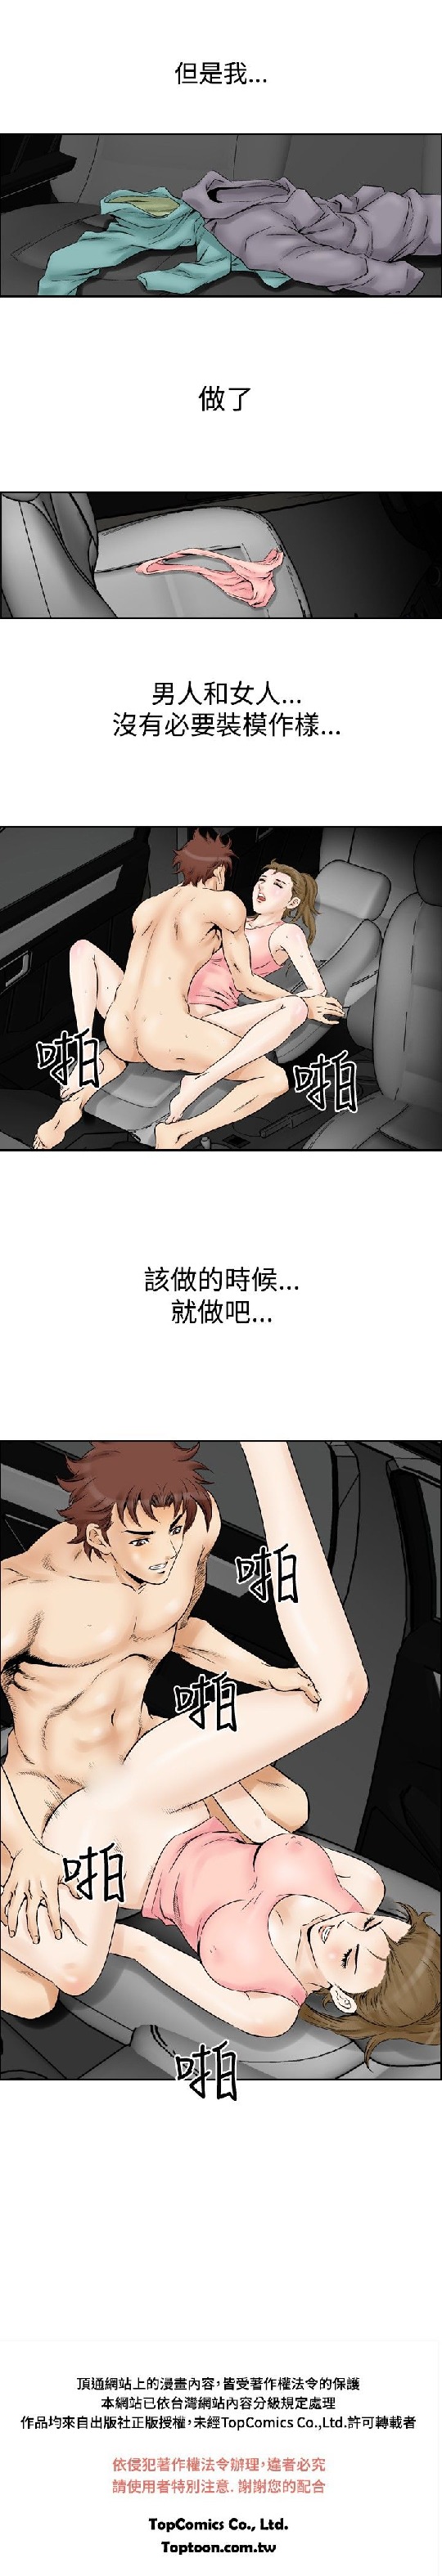 但是我...
做了
男人和女人...
沒有必要裝模作樣...
啪
啪
該做的時候...
就做吧...
啪
啪
啪
啪
頂通網站上的漫畫內容，皆受著作權法令的保護
本網站已依台灣網站內容分級規定處理
作品均來自出版社正版授權，未經TopComics Co.,Ltd.許可轉載者
依侵犯著作權法令辦理，違者必究
請使用者特別注意. 謝謝您的配合
TopComics Co., Ltd.
Toptoon.com.tw